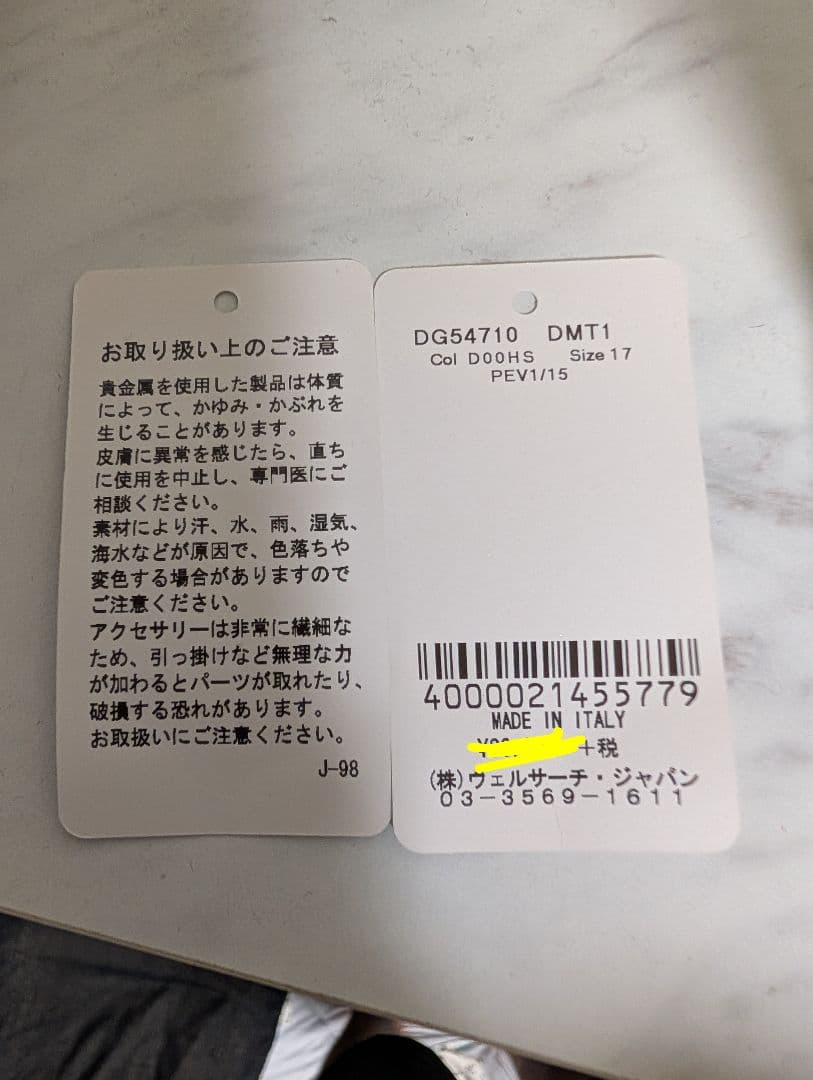 お取り扱い上のご注意
貴金属を使用した製品は体質
によって、かゆみ・かぶれを
生じることがあります。
皮膚に異常を感じたら、直ち
に使用を中止し、専門医にご
相談ください。
素材により汗、水、雨、湿気、
海水などが原因で、色落ちや
変色する場合がありますので
ご注意ください。
アクセサリーは非常に繊細な
ため、引っ掛けなど無理な力
が加わるとパーツが取れたり、
破損する恐れがあります。
お取扱いにご注意ください。
J-98
DG54710 DMT1
Col D00HS Size 17
PEV1/15
4000021455779
MADE IN ITALY
+税
(株)ヴェルサーチ・ジャパン
03-3569-1611